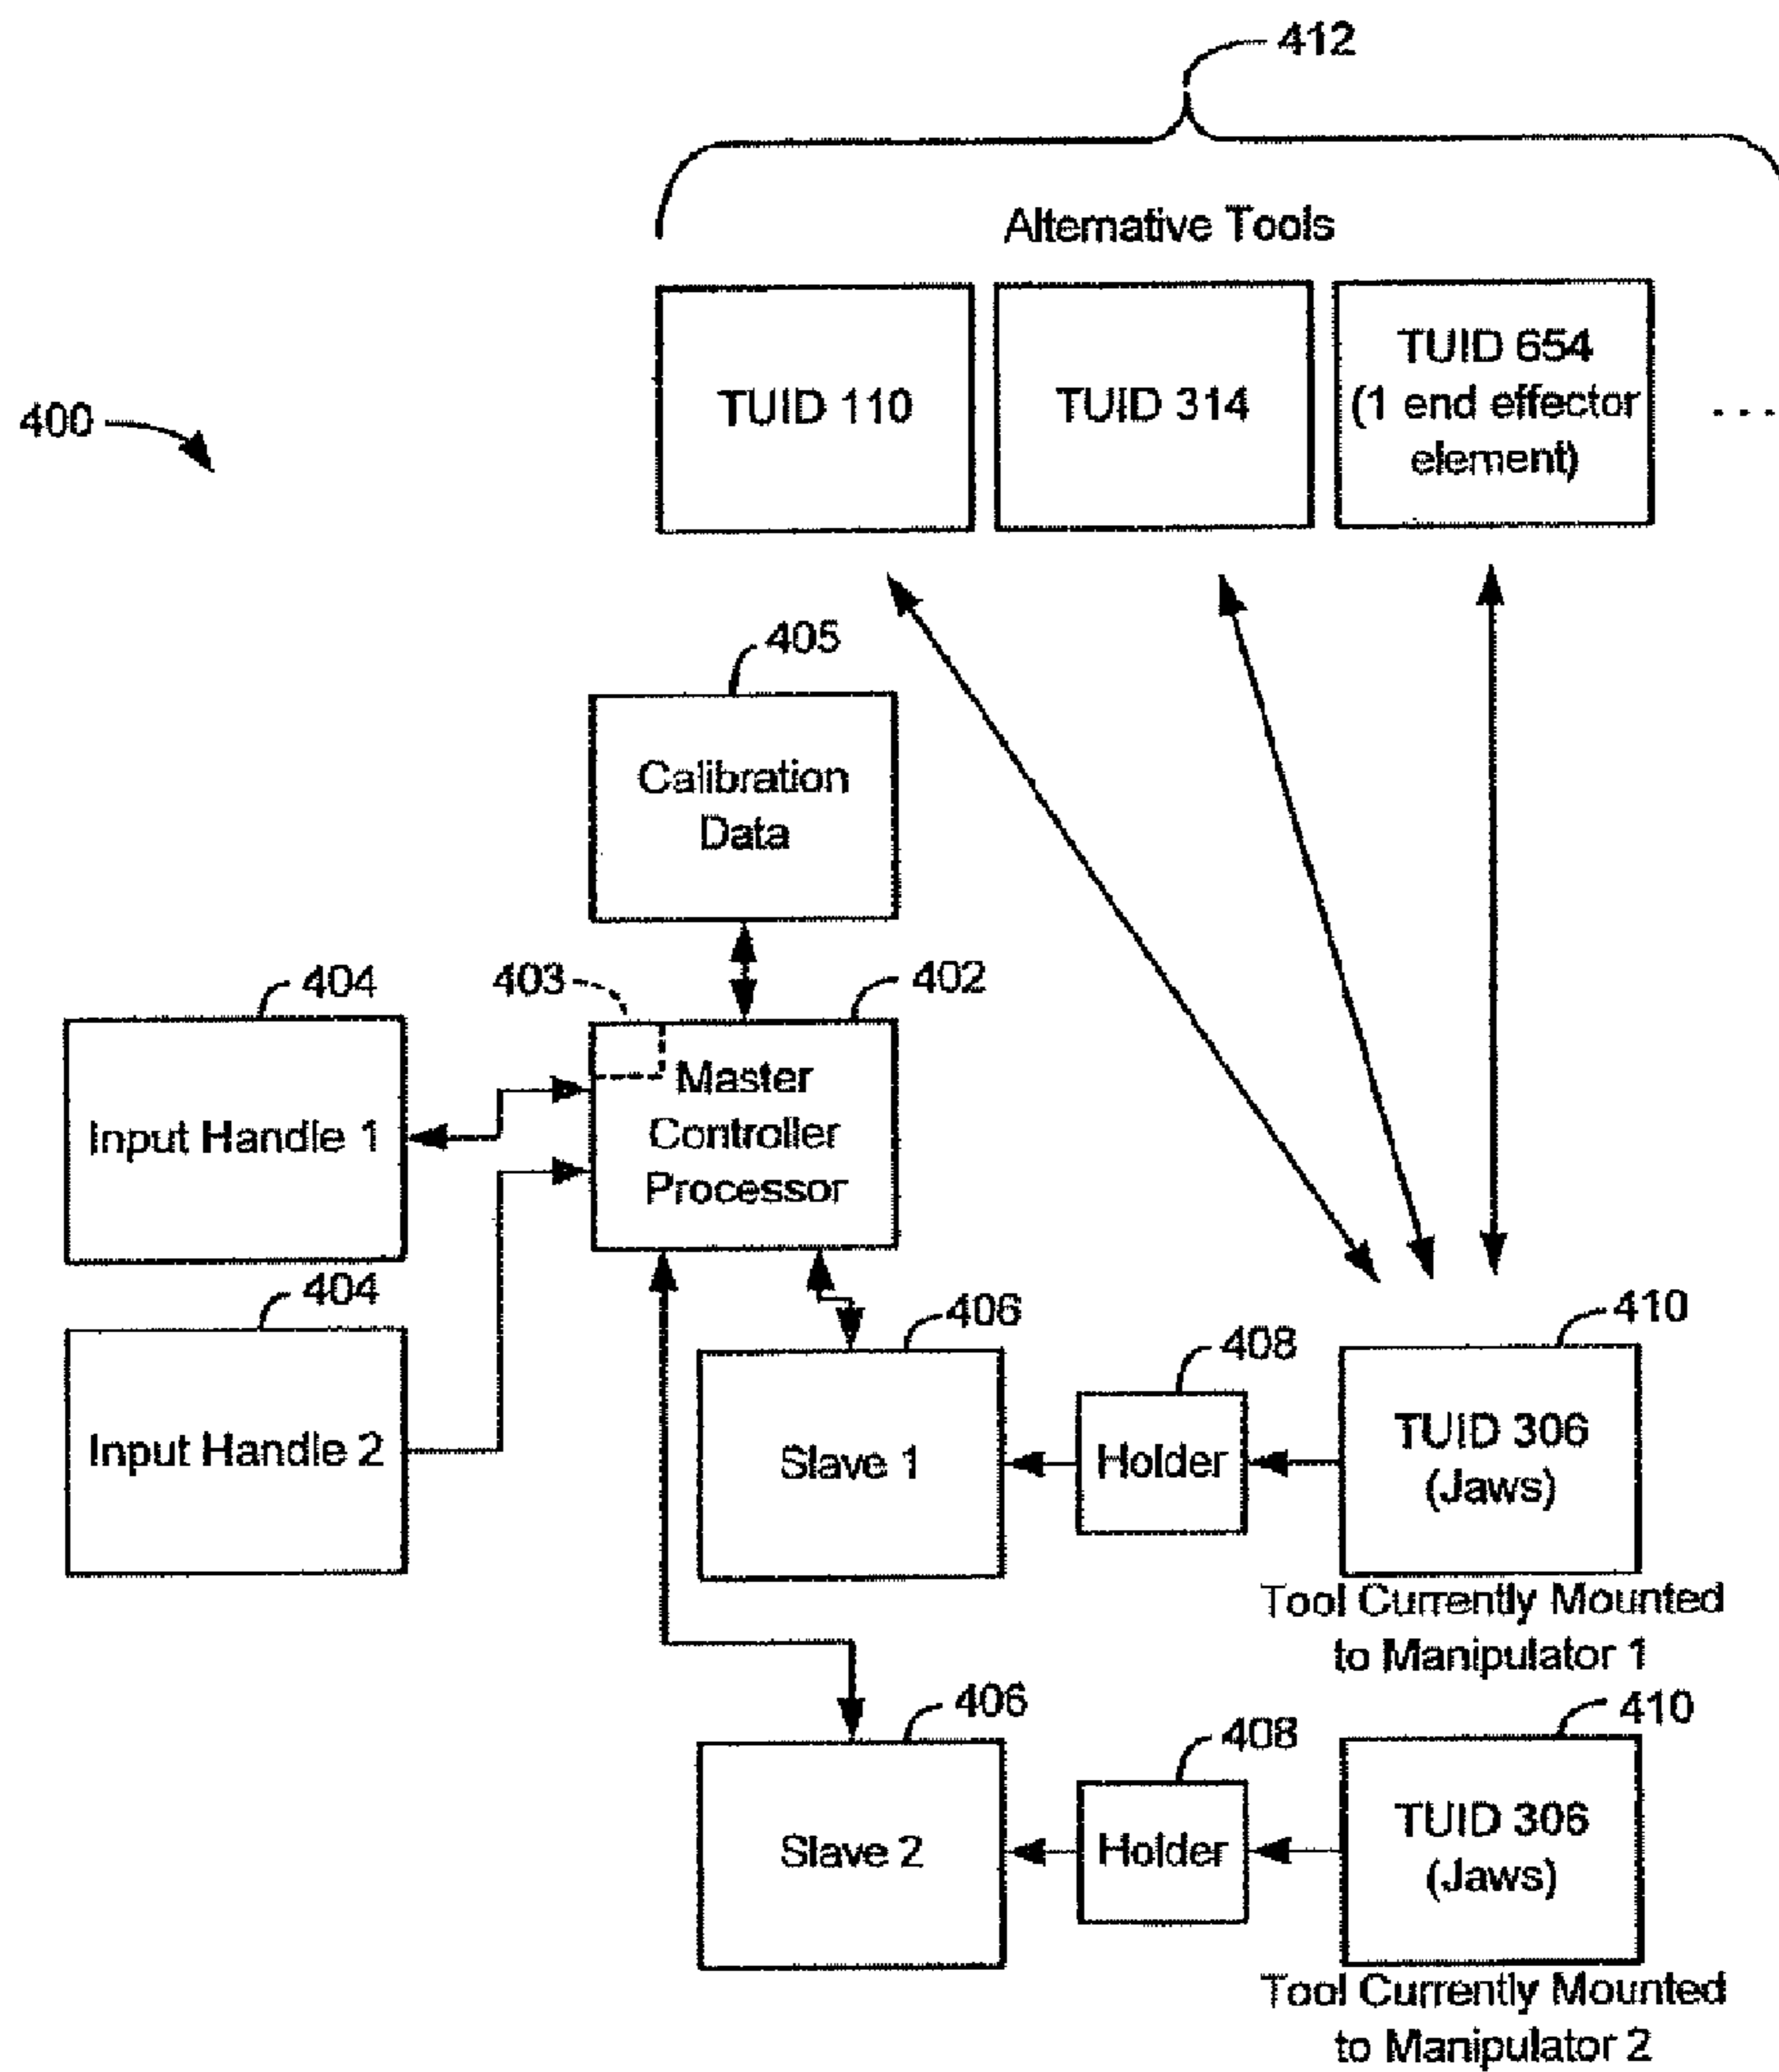 412
Alternative Tools
TUID 110
TUID 314
TUID 654
(1 end effector
element)
...
400
405
Calibration
Data
404
403
402
Input Handle 1
Master
Controller
Processor
404
Input Handle 2
406
Slave 1
408
Holder
410
TUID 306
(Jaws)
Tool Currently Mounted
to Manipulator 1
406
Slave 2
408
Holder
410
TUID 306
(Jaws)
Tool Currently Mounted
to Manipulator 2